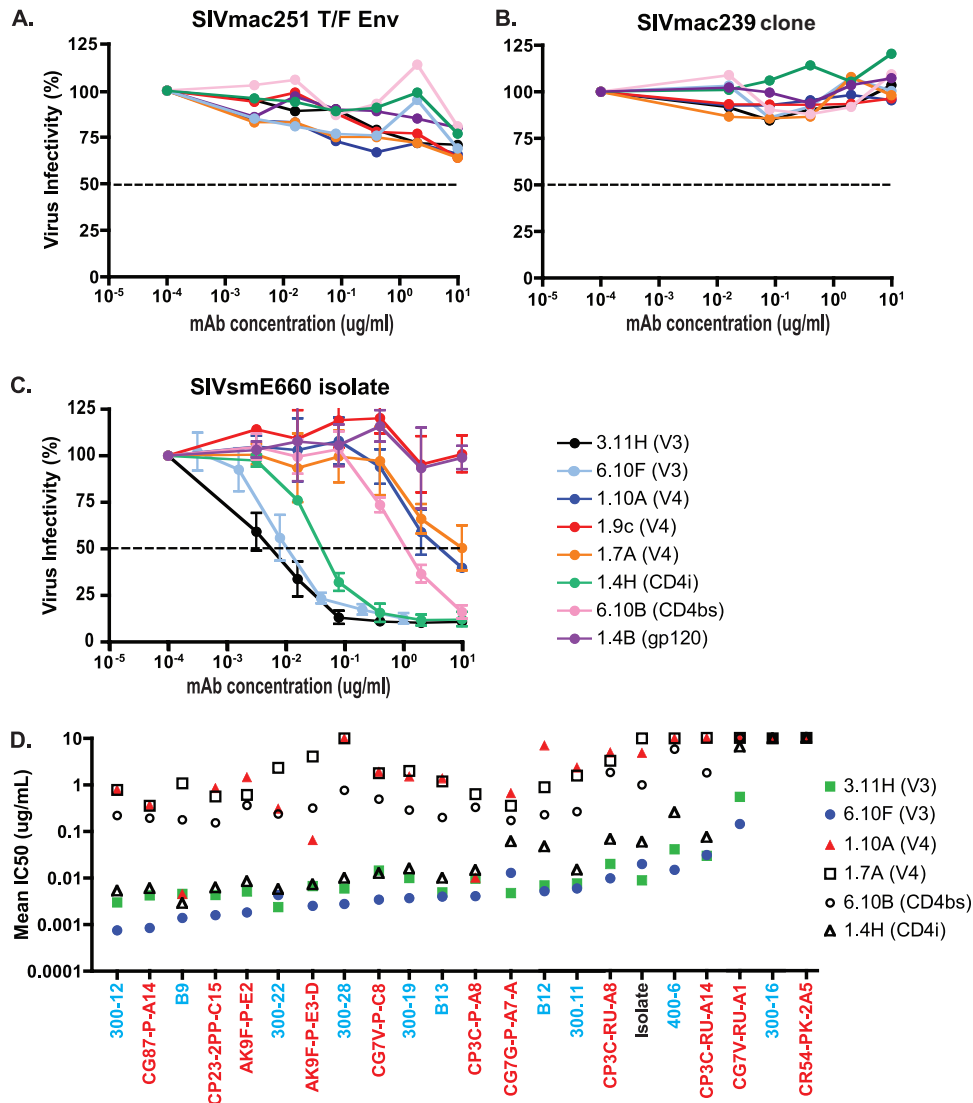 A.
SIVmac251 T/F Env
Virus Infectivity (%)
125
100
75
50
25
0
10⁻⁵ 10⁻⁴ 10⁻³ 10⁻² 10⁻¹ 10⁰ 10¹
mAb concentration (ug/ml)
B.
SIVmac239 clone
Virus Infectivity (%)
125
100
75
50
25
0
10⁻⁵ 10⁻⁴ 10⁻³ 10⁻² 10⁻¹ 10⁰ 10¹
mAb concentration (ug/ml)
C.
SIVsmE660 isolate
Virus Infectivity (%)
125
100
75
50
25
0
10⁻⁵ 10⁻⁴ 10⁻³ 10⁻² 10⁻¹ 10⁰ 10¹
mAb concentration (ug/ml)
3.11H (V3)
6.10F (V3)
1.10A (V4)
1.9c (V4)
1.7A (V4)
1.4H (CD4i)
6.10B (CD4bs)
1.4B (gp120)
D.
Mean IC50 (ug/mL)
10
1
0.1
0.01
0.001
0.0001
300-12
CG87-P-A14
B9
CP23-2PP-C15
AK9F-P-E2
300-22
AK9F-P-E3-D
300-28
CG7V-P-C8
300-19
B13
CP3C-P-A8
CG7G-P-A7-A
B12
300.11
CP3C-RU-A8
Isolate
400-6
CP3C-RU-A14
CG7V-RU-A1
300-16
CR54-PK-2A5
3.11H (V3)
6.10F (V3)
1.10A (V4)
1.7A (V4)
6.10B (CD4bs)
1.4H (CD4i)